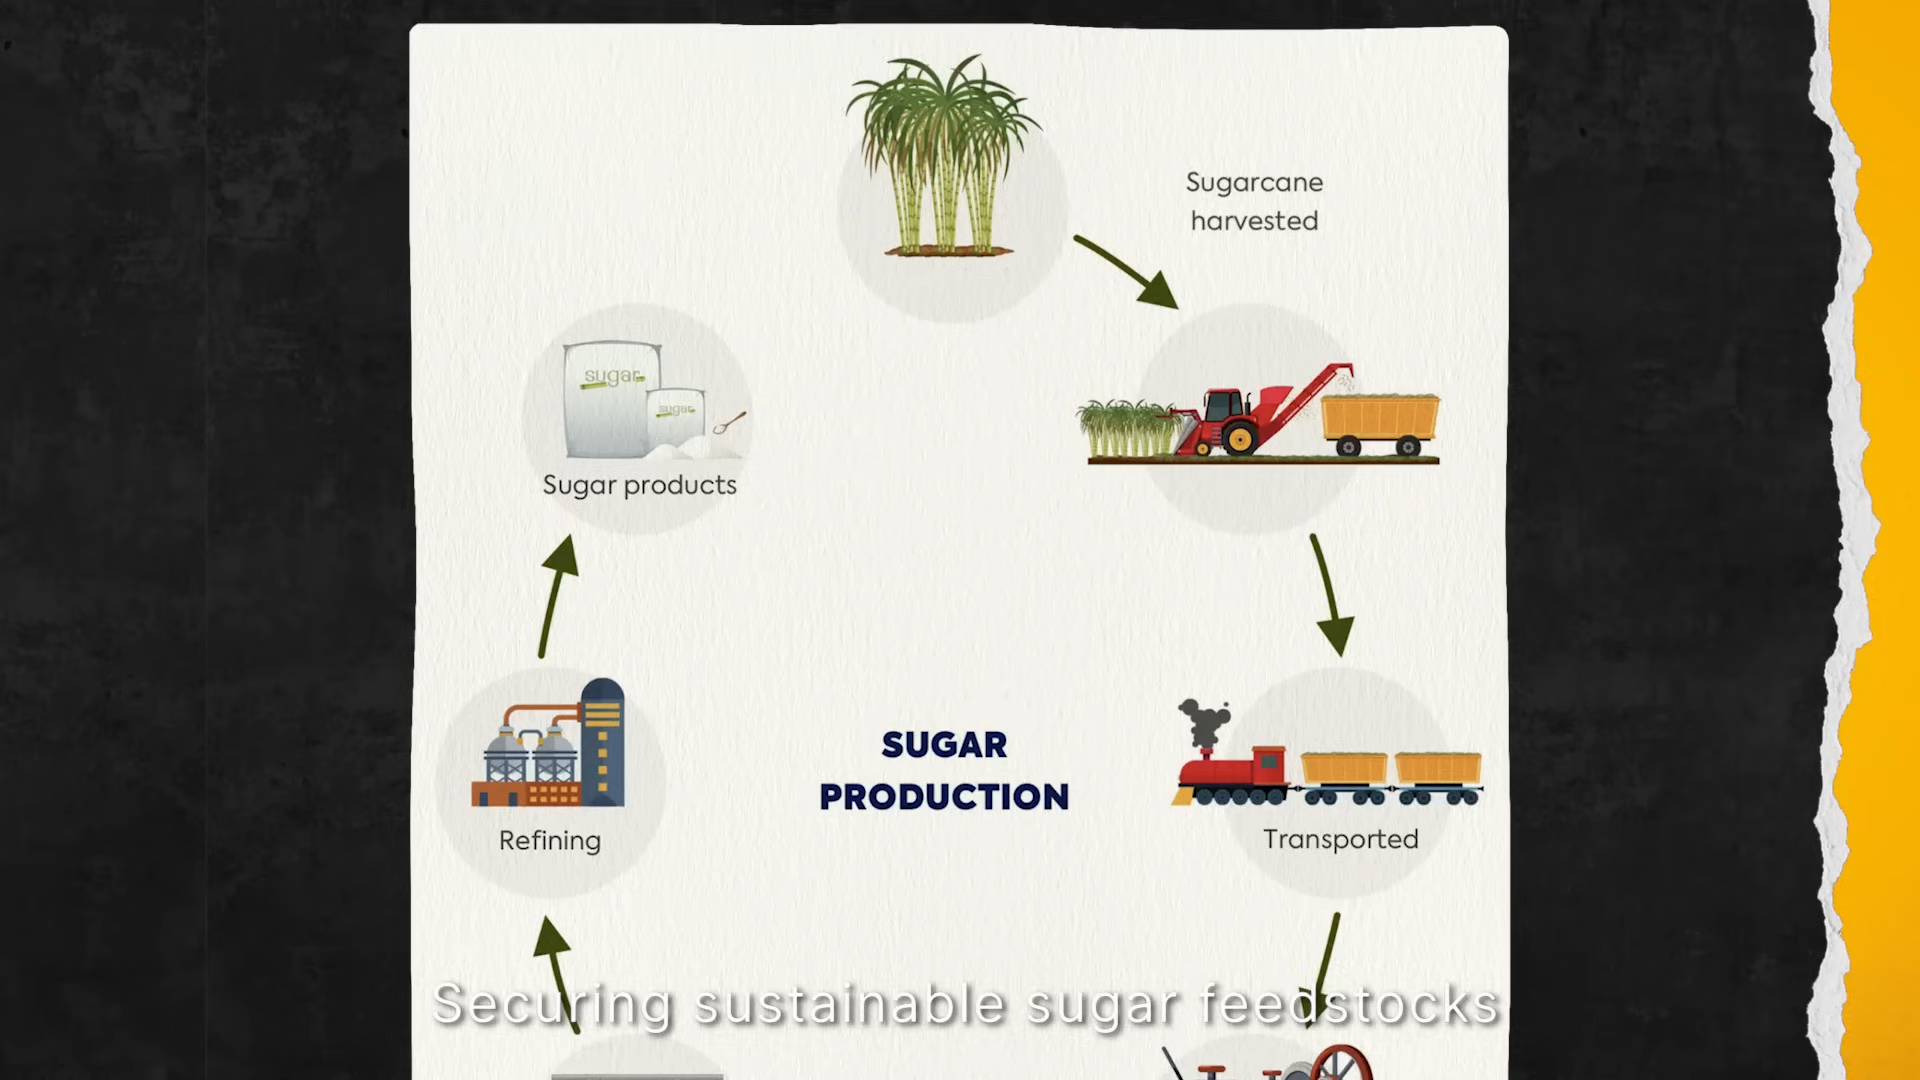 Sugarcane
harvested
sugar
sugar
Sugar products
SUGAR
PRODUCTION
Refining
Transported
Securing sustainable sugar feedstocks